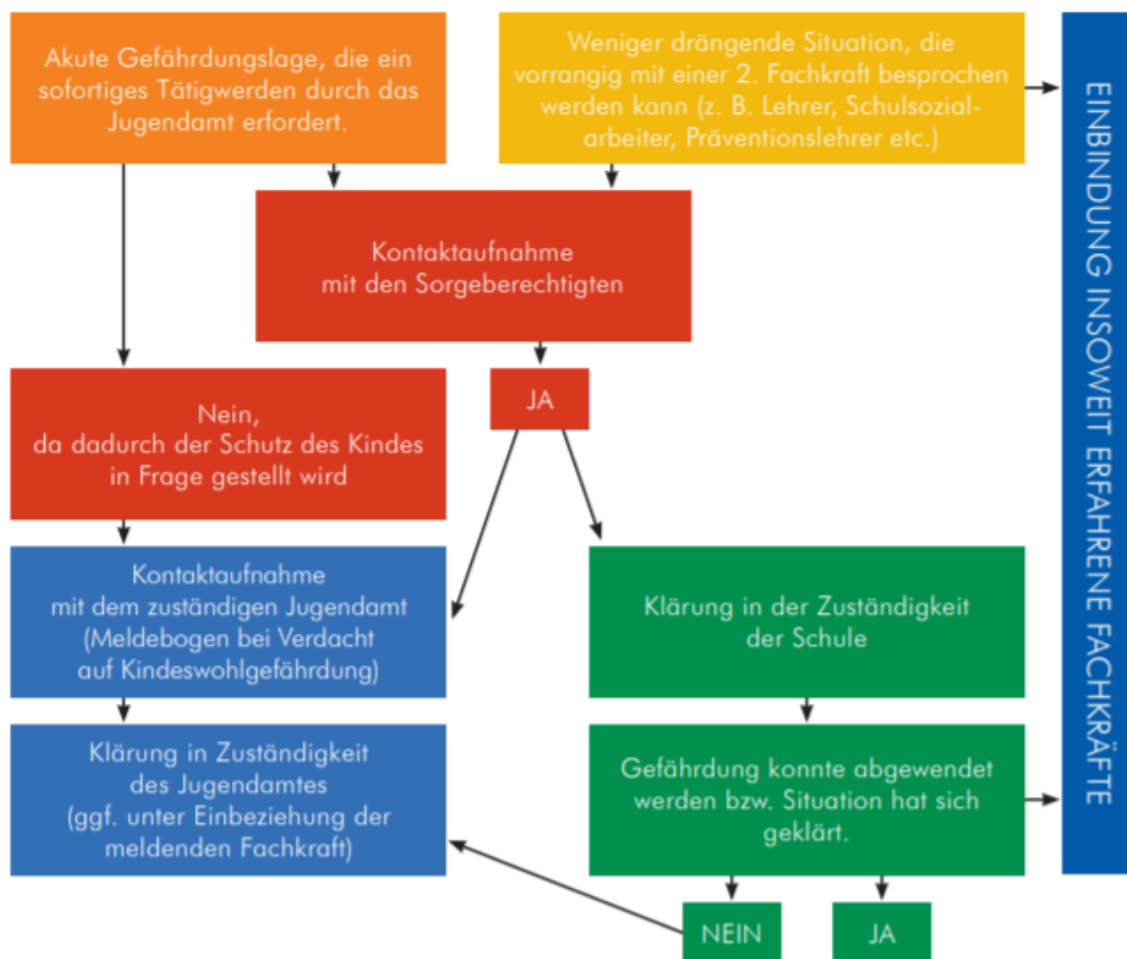 Akute Gefährdungslage, die ein
sofortiges Tätigwerden durch das
Jugendamt erfordert.
Weniger drängende Situation, die
vorrangig mit einer 2. Fachkraft besprochen
werden kann (z. B. Lehrer, Schulsozial-
arbeiter, Präventionslehrer etc.)
EINBINDUNG INSOWEIT ERFAHRENE FACHKRÄFTE
Kontaktaufnahme
mit den Sorgeberechtigten
Nein,
da dadurch der Schutz des Kindes
in Frage gestellt wird
JA
Kontaktaufnahme
mit dem zuständigen Jugendamt
(Meldebogen bei Verdacht
auf Kindeswohlgefährdung)
Klärung in der Zuständigkeit
der Schule
Klärung in Zuständigkeit
des Jugendamtes
(ggf. unter Einbeziehung der
meldenden Fachkraft)
Gefährdung konnte abgewendet
werden bzw. Situation hat sich
geklärt.
NEIN
JA